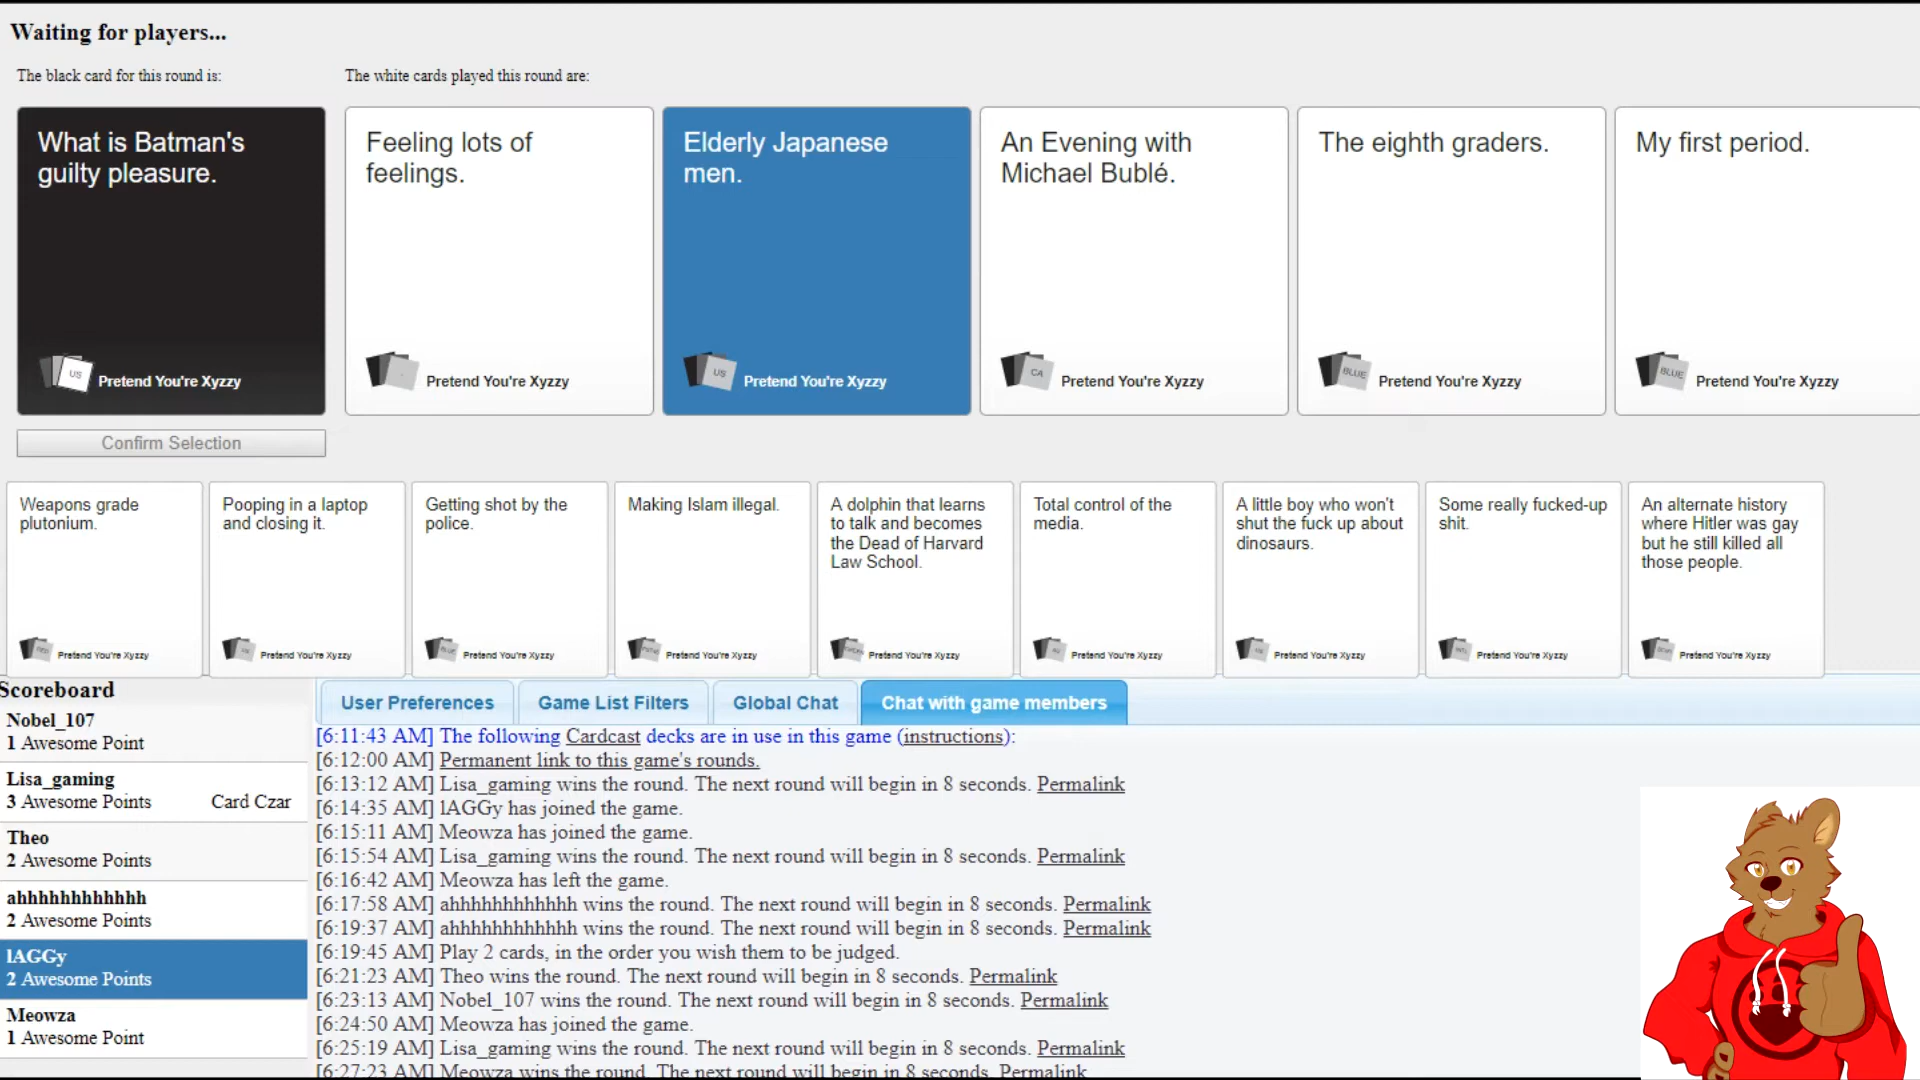 Waiting for players...
The black card for this round is:
The white cards played this round are:
What is Batman's
guilty pleasure.
US
Pretend You're Xyzzy
Feeling lots of
feelings.
Pretend You're Xyzzy
Elderly Japanese
men.
US
Pretend You're Xyzzy
An Evening with
Michael Bublé.
CA
Pretend You're Xyzzy
The eighth graders.
BLUE
Pretend You're Xyzzy
My first period.
BLUE
Pretend You're Xyzzy
Confirm Selection
Weapons grade
plutonium.
Pretend You're Xyzzy
Pooping in a laptop
and closing it.
Pretend You're Xyzzy
Getting shot by the
police.
BLUE
Pretend You're Xyzzy
Making Islam illegal.
Pretend You're Xyzzy
A dolphin that learns
to talk and becomes
the Dead of Harvard
Law School.
Pretend You're Xyzzy
Total control of the
media.
Pretend You're Xyzzy
A little boy who won't
shut the fuck up about
dinosaurs.
Pretend You're Xyzzy
Some really fucked-up
shit.
Pretend You're Xyzzy
An alternate history
where Hitler was gay
but he still killed all
those people.
Pretend You're Xyzzy
Scoreboard
Nobel_107
1 Awesome Point
Lisa_gaming
3 Awesome Points Card Czar
Theo
2 Awesome Points
ahhhhhhhhhhhh
2 Awesome Points
lAGGy
2 Awesome Points
Meowza
1 Awesome Point
User Preferences
Game List Filters
Global Chat
Chat with game members
[6:11:43 AM] The following Cardcast decks are in use in this game (instructions):
[6:12:00 AM] Permanent link to this game's rounds.
[6:13:12 AM] Lisa_gaming wins the round. The next round will begin in 8 seconds. Permalink
[6:14:35 AM] lAGGy has joined the game.
[6:15:11 AM] Meowza has joined the game.
[6:15:54 AM] Lisa_gaming wins the round. The next round will begin in 8 seconds. Permalink
[6:16:42 AM] Meowza has left the game.
[6:17:58 AM] ahhhhhhhhhhhh wins the round. The next round will begin in 8 seconds. Permalink
[6:19:37 AM] ahhhhhhhhhhhh wins the round. The next round will begin in 8 seconds. Permalink
[6:19:45 AM] Play 2 cards, in the order you wish them to be judged.
[6:21:23 AM] Theo wins the round. The next round will begin in 8 seconds. Permalink
[6:23:13 AM] Nobel_107 wins the round. The next round will begin in 8 seconds. Permalink
[6:24:50 AM] Meowza has joined the game.
[6:25:19 AM] Lisa_gaming wins the round. The next round will begin in 8 seconds. Permalink
[6:27:23 AM] Meowza wins the round. The next round will begin in 8 seconds. Permalink